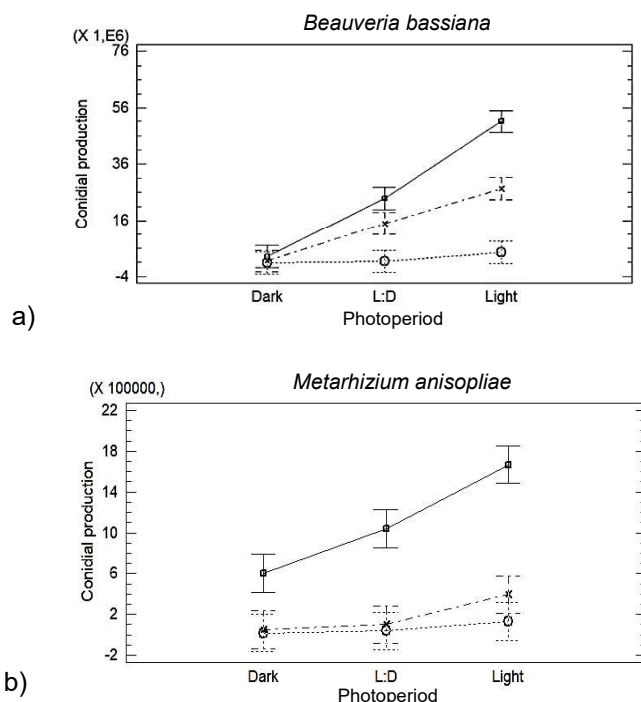 Beauveria bassiana
(X 1,E6)
76
56
36
16
-4
Conidial production
Dark
L:D
Light
Photoperiod
a)
Metarhizium anisopliae
(X 100000,)
22
18
14
10
6
2
-2
Conidial production
Dark
L:D
Light
Photoperiod
b)